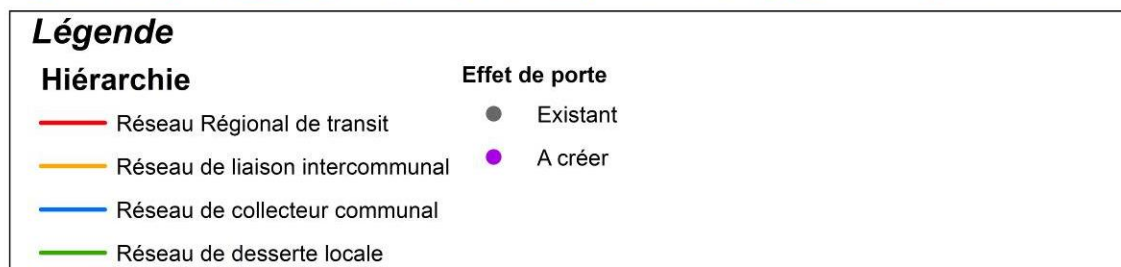 Légende
Hiérarchie
Réseau Régional de transit
Réseau de liaison intercommunal
Réseau de collecteur communal
Réseau de desserte locale
Effet de porte
Existant
A créer